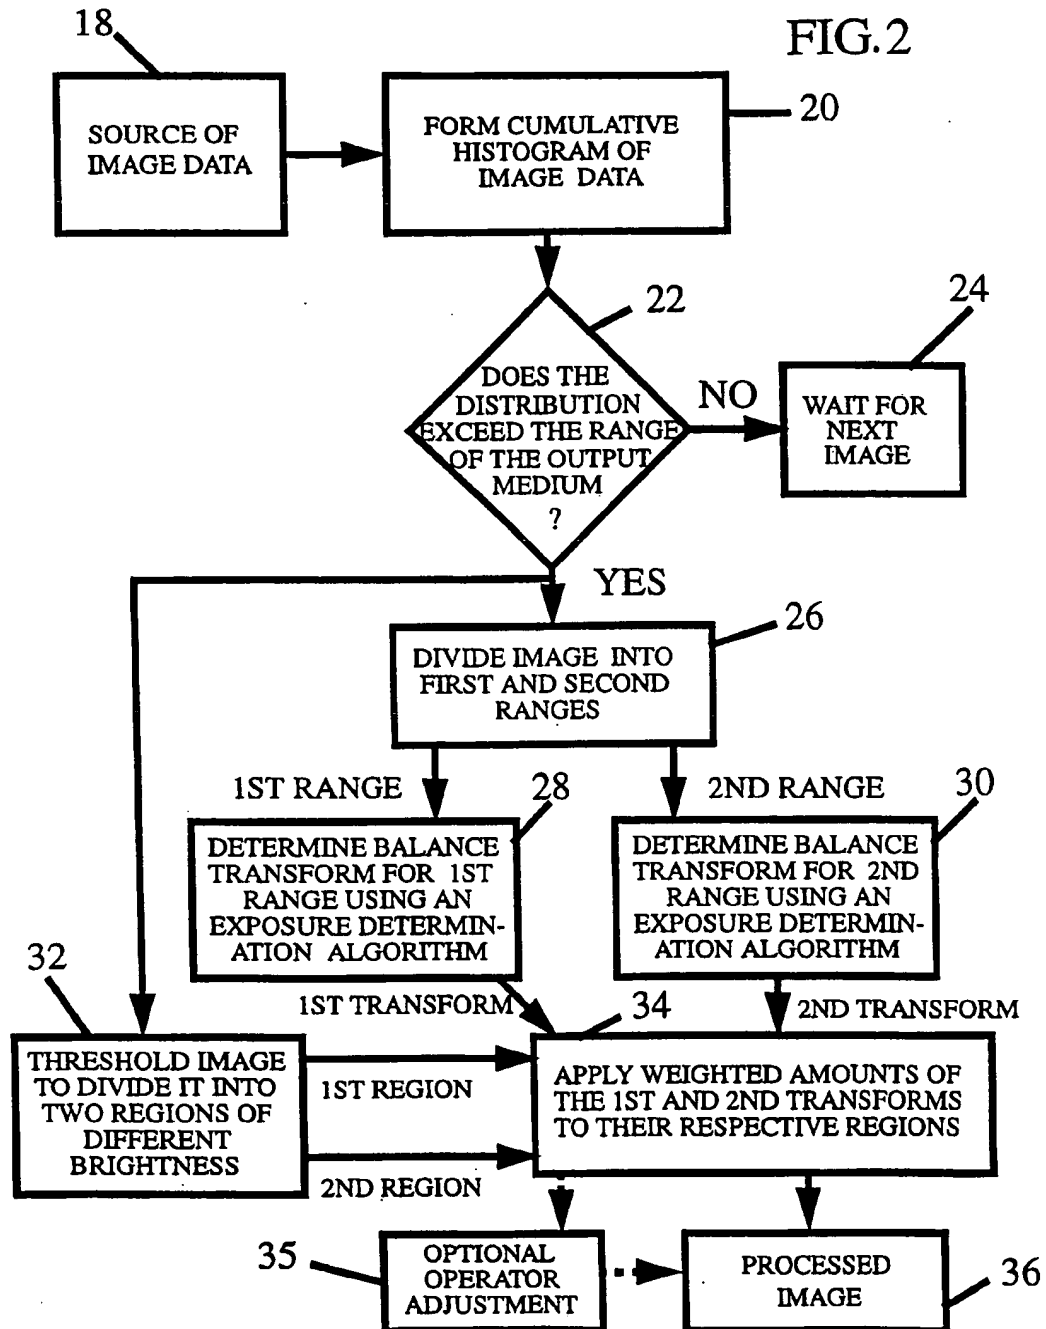 FIG.2
18
SOURCE OF
IMAGE DATA
20
FORM CUMULATIVE
HISTOGRAM OF
IMAGE DATA
22
DOES THE
DISTRIBUTION
EXCEED THE RANGE
OF THE OUTPUT
MEDIUM
?
NO
24
WAIT FOR
NEXT
IMAGE
YES
26
DIVIDE IMAGE INTO
FIRST AND SECOND
RANGES
1ST RANGE
28
2ND RANGE
30
DETERMINE BALANCE
TRANSFORM FOR 1ST
RANGE USING AN
EXPOSURE DETERMIN-
ATION ALGORITHM
DETERMINE BALANCE
TRANSFORM FOR 2ND
RANGE USING AN
EXPOSURE DETERMIN-
ATION ALGORITHM
32
1ST TRANSFORM
34
2ND TRANSFORM
THRESHOLD IMAGE
TO DIVIDE IT INTO
TWO REGIONS OF
DIFFERENT
BRIGHTNESS
1ST REGION
2ND REGION
APPLY WEIGHTED AMOUNTS OF
THE 1ST AND 2ND TRANSFORMS
TO THEIR RESPECTIVE REGIONS
35
OPTIONAL
OPERATOR
ADJUSTMENT
PROCESSED
IMAGE
36